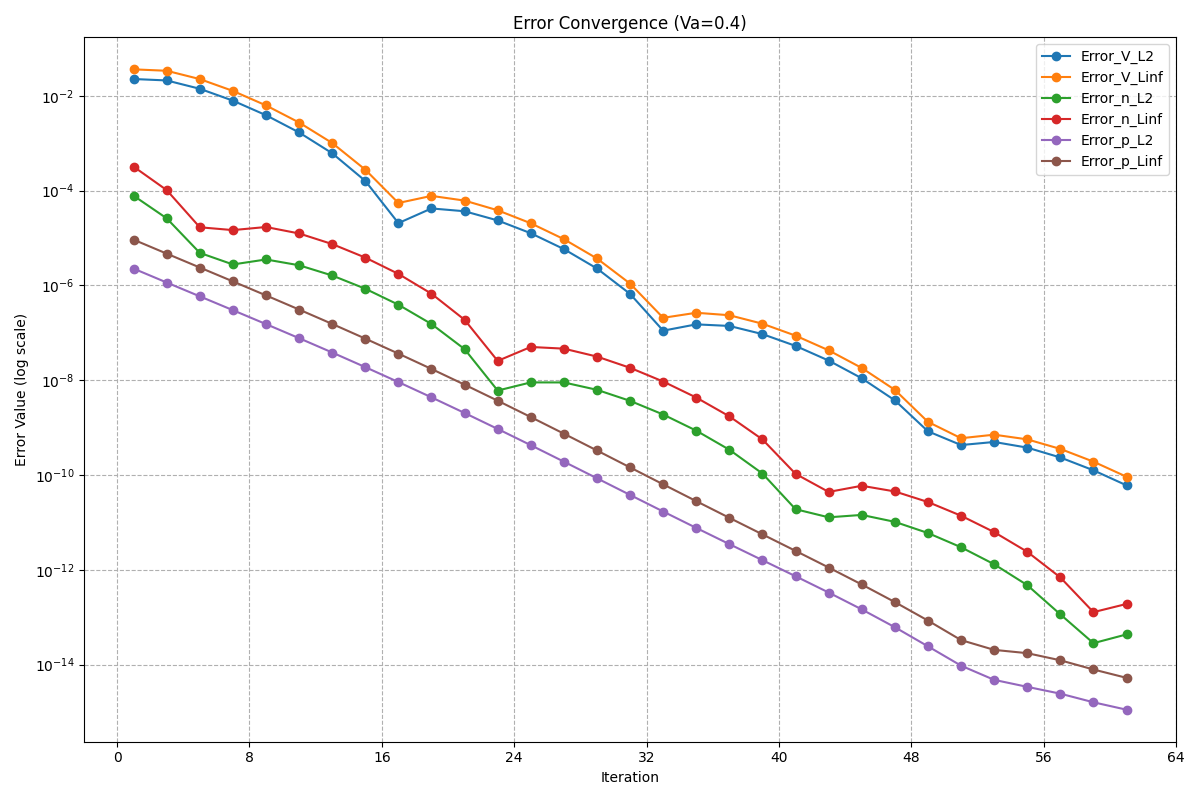 Error Convergence (Va=0.4)
Error_V_L2
Error_V_Linf
Error_n_L2
Error_n_Linf
Error_p_L2
Error_p_Linf
Error Value (log scale)
10⁻²
10⁻⁴
10⁻⁶
10⁻⁸
10⁻¹⁰
10⁻¹²
10⁻¹⁴
0 8 16 24 32 40 48 56 64
Iteration